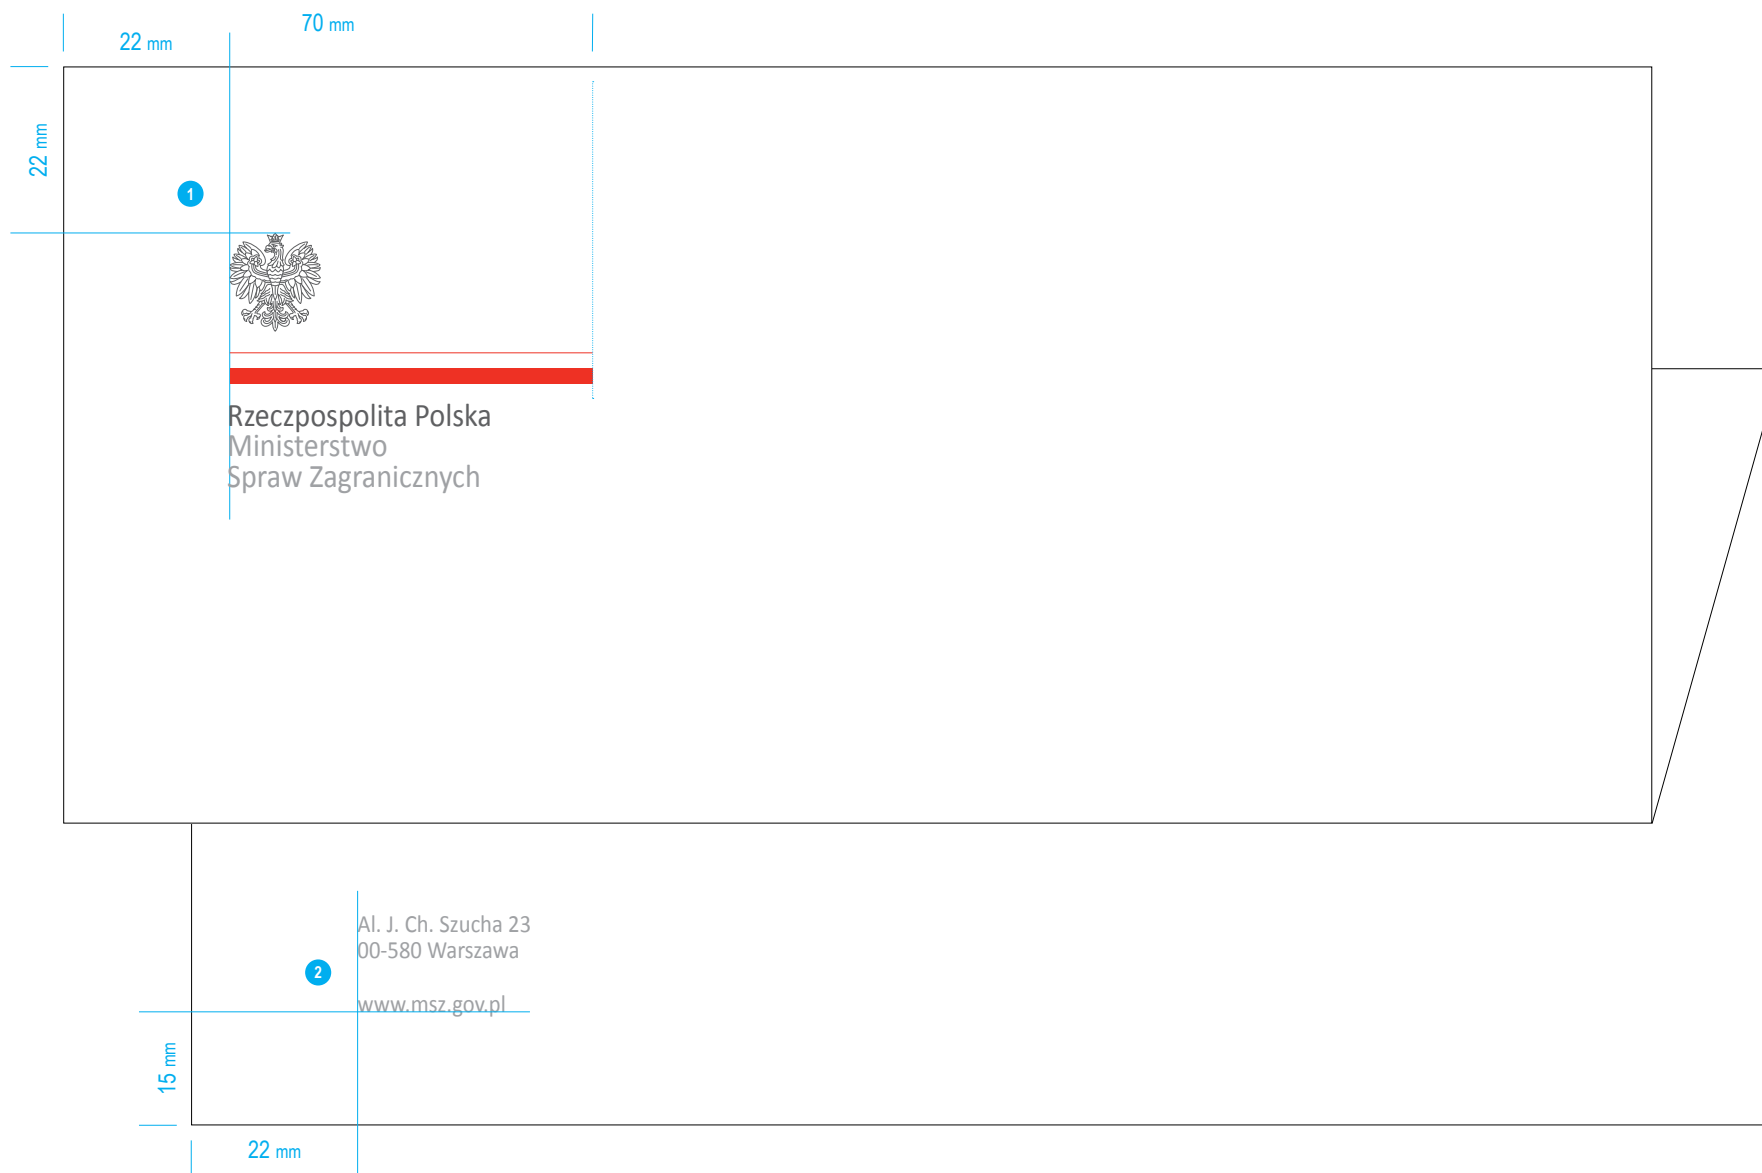 70 mm
22 mm
22 mm
1
Rzeczpospolita Polska
Ministerstwo
Spraw Zagranicznych
Al. J. Ch. Szucha 23
00-580 Warszawa
2
www.msz.gov.pl
15 mm
22 mm